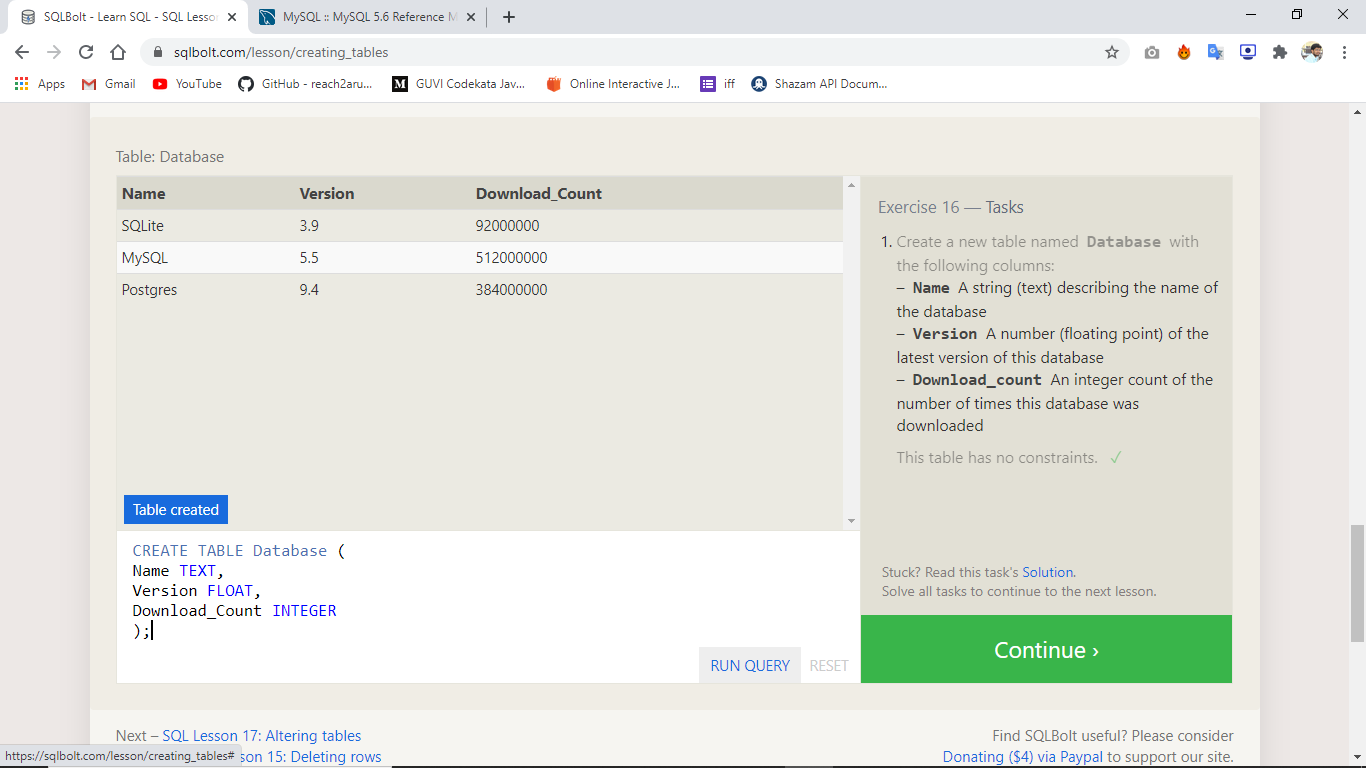 SQLBolt - Learn SQL - SQL Lesson
MySQL :: MySQL 5.6 Reference M
sqlbolt.com/lesson/creating_tables
Apps
Gmail
YouTube
GitHub - reach2aru...
GUVI Codekata Jav...
Online Interactive J...
iff
Shazam API Docum...
Table: Database
Name Version Download_Count
SQLite 3.9 92000000
MySQL 5.5 512000000
Postgres 9.4 384000000
Table created
CREATE TABLE Database (
Name TEXT,
Version FLOAT,
Download_Count INTEGER
);
RUN QUERY RESET
Exercise 16 — Tasks
1. Create a new table named Database with
the following columns:
– Name A string (text) describing the name of
the database
– Version A number (floating point) of the
latest version of this database
– Download_count An integer count of the
number of times this database was
downloaded
This table has no constraints. ✓
Stuck? Read this task's Solution.
Solve all tasks to continue to the next lesson.
Continue ›
Next – SQL Lesson 17: Altering tables
son 15: Deleting rows
Find SQLBolt useful? Please consider
Donating ($4) via Paypal to support our site.
https://sqlbolt.com/lesson/creating_tables#